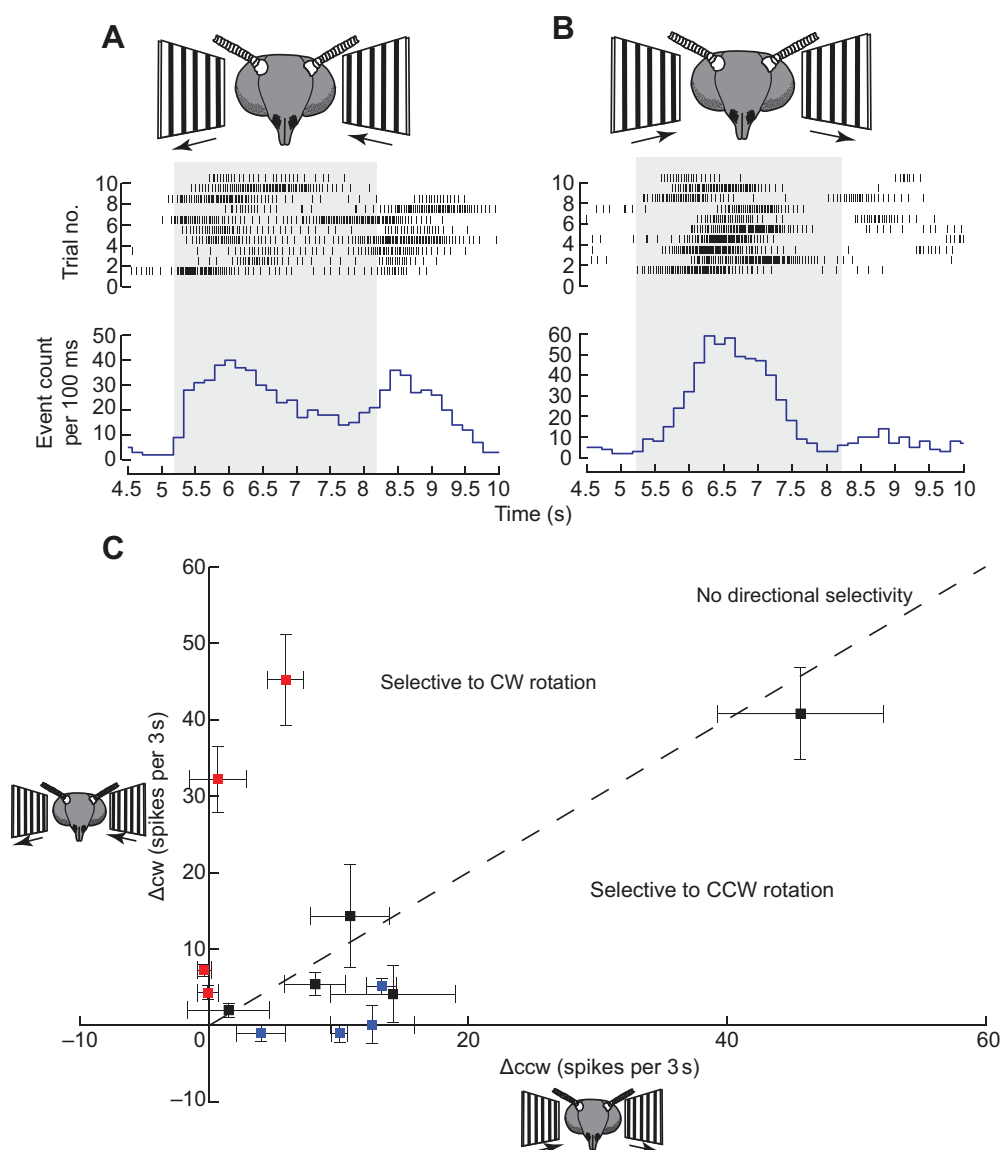 A
B
10
8
6
4
2
0
Trial no.
10
8
6
4
2
0
50
40
30
20
10
0
Event count
per 100 ms
60
50
40
30
20
10
0
4.5 5 5.5 6 6.5 7 7.5 8 8.5 9 9.5 10
4.5 5 5.5 6 6.5 7 7.5 8 8.5 9 9.5 10
Time (s)
C
60
50
40
30
20
10
–10
Δcw (spikes per 3 s)
No directional selectivity
Selective to CW rotation
Selective to CCW rotation
–10 0 20 40 60
Δccw (spikes per 3 s)